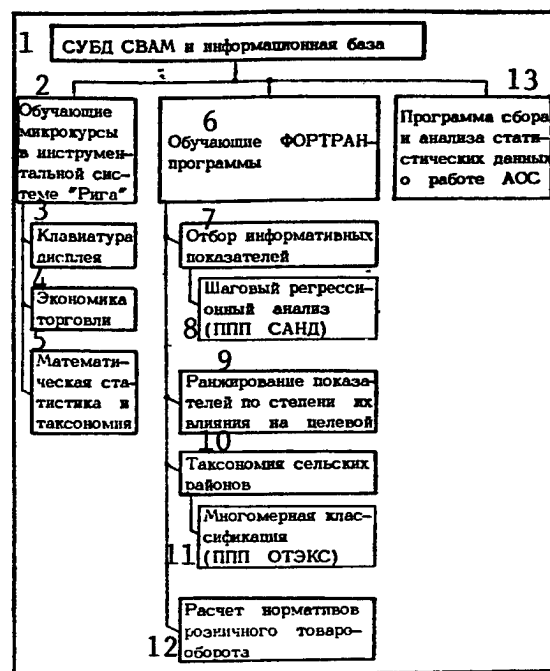 1 СУБД СВАМ и информационная база
2
Обучающие
микрокурсы
в инструмен-
тальной сис-
теме "Рига"
3
Клавиатура
дисплея
4
Экономика
торговли
5
Математи-
ческая ста-
тистика и
таксономия
6
Обучающие ФОРТРАН-
программы
7
Отбор информативных
показателей
Шаговый регресси-
онный анализ
8 (ППП САНД)
9
Ранжирование показа-
телей по степени их
влияния на целевой
10
Таксономия сельских
районов
Многомерная клас-
сификация
11 (ППП ОТЭКС)
Расчет нормативов
розничного товаро-
12 оборота
13
Программа сбора
и анализа стати-
стических данных
о работе АОС